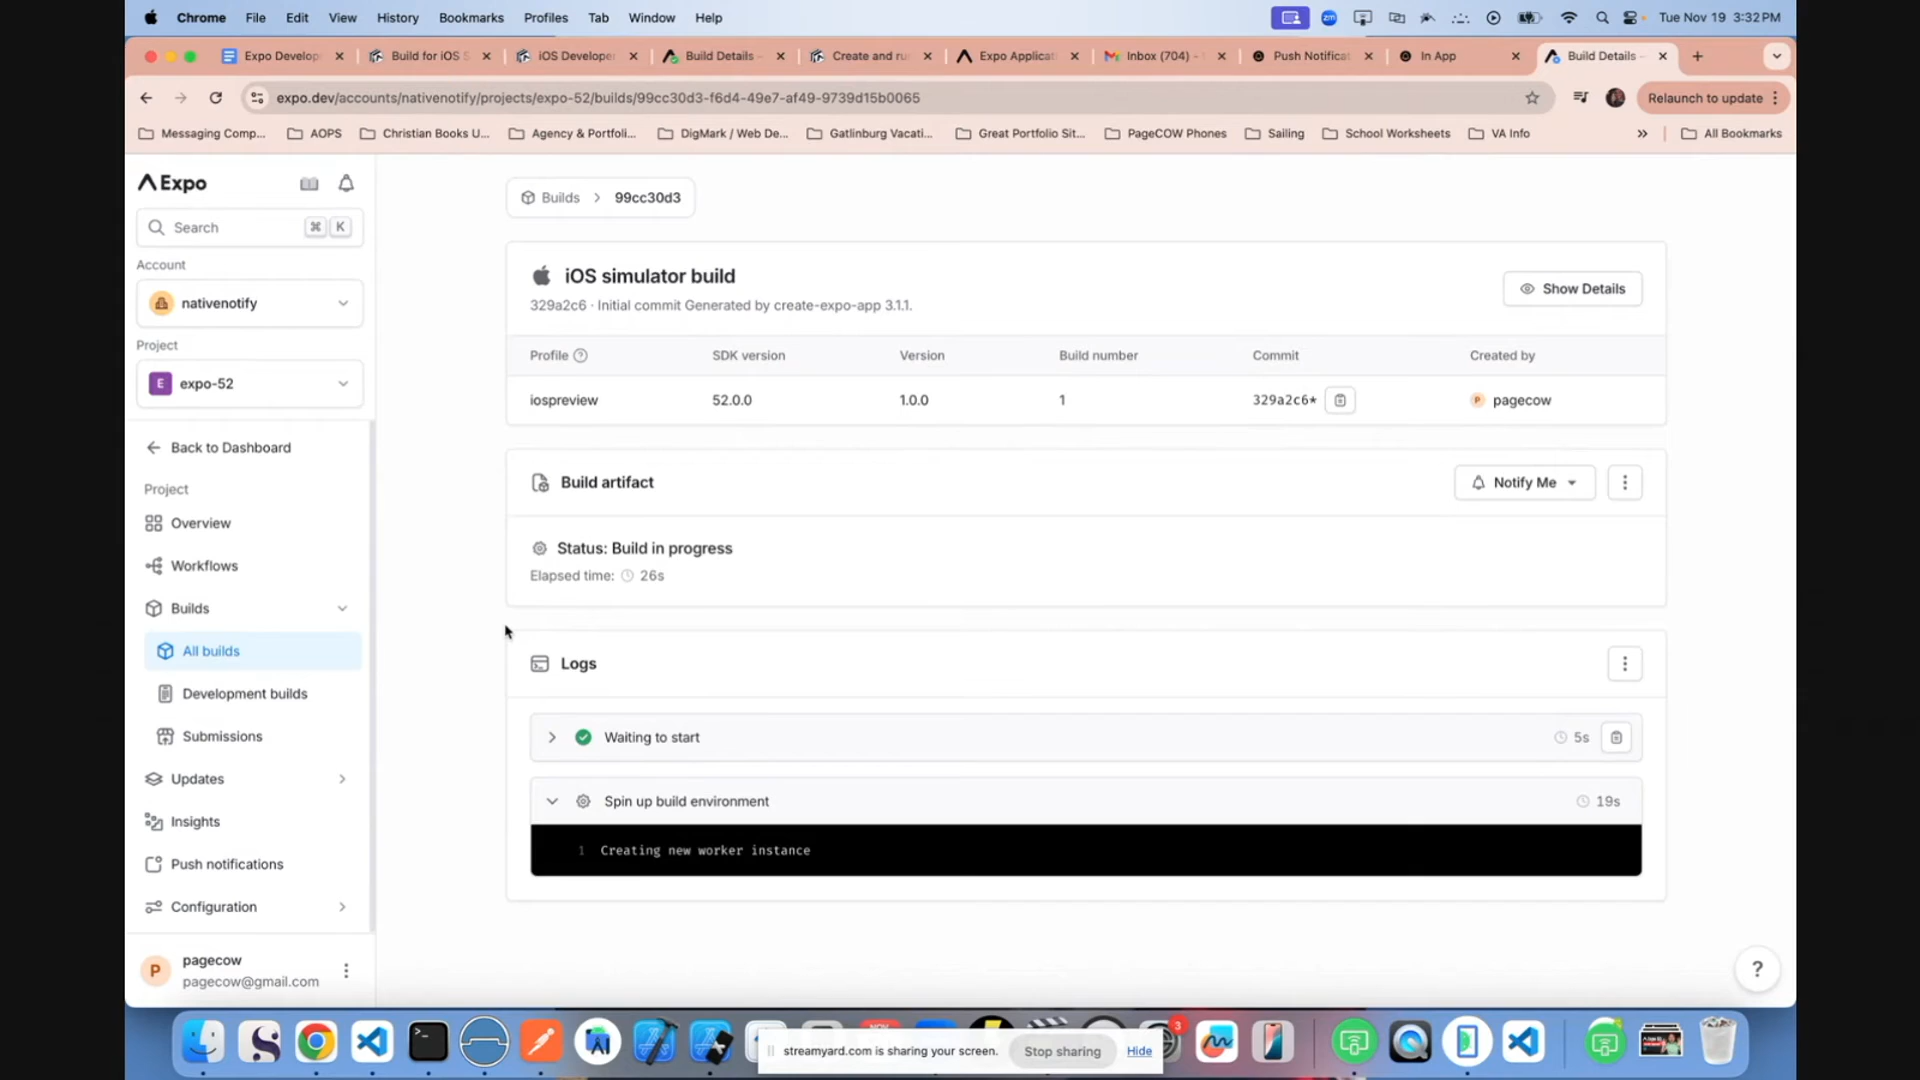 Chrome File Edit View History Bookmarks Profiles Tab Window Help
zm
Tue Nov 19 3:32 PM
Expo Develop
Build for iOS S
iOS Developer
Build Details –
Create and ru
Expo Applicat
Inbox (704) -
Push Notificat
In App
Build Details –
expo.dev/accounts/nativenotify/projects/expo-52/builds/99cc30d3-f6d4-49e7-af49-9739d15b0065
Relaunch to update
Messaging Comp...
AOPS
Christian Books U...
Agency & Portfoli...
DigMark / Web De...
Gatlinburg Vacati...
Great Portfolio Sit...
PageCOW Phones
Sailing
School Worksheets
VA Info
»
All Bookmarks
Expo
Search ⌘ K
Account
nativenotify
Project
E expo-52
Back to Dashboard
Project
Overview
Workflows
Builds
All builds
Development builds
Submissions
Updates
Insights
Push notifications
Configuration
P
pagecow
pagecow@gmail.com
Builds > 99cc30d3
iOS simulator build
329a2c6 · Initial commit Generated by create-expo-app 3.1.1.
Show Details
Profile SDK version Version Build number Commit Created by
iospreview 52.0.0 1.0.0 1 329a2c6* P pagecow
Build artifact
Notify Me
Status: Build in progress
Elapsed time: 26s
Logs
Waiting to start
5s
Spin up build environment
19s
1 Creating new worker instance
?
streamyard.com is sharing your screen.
Stop sharing
Hide
3